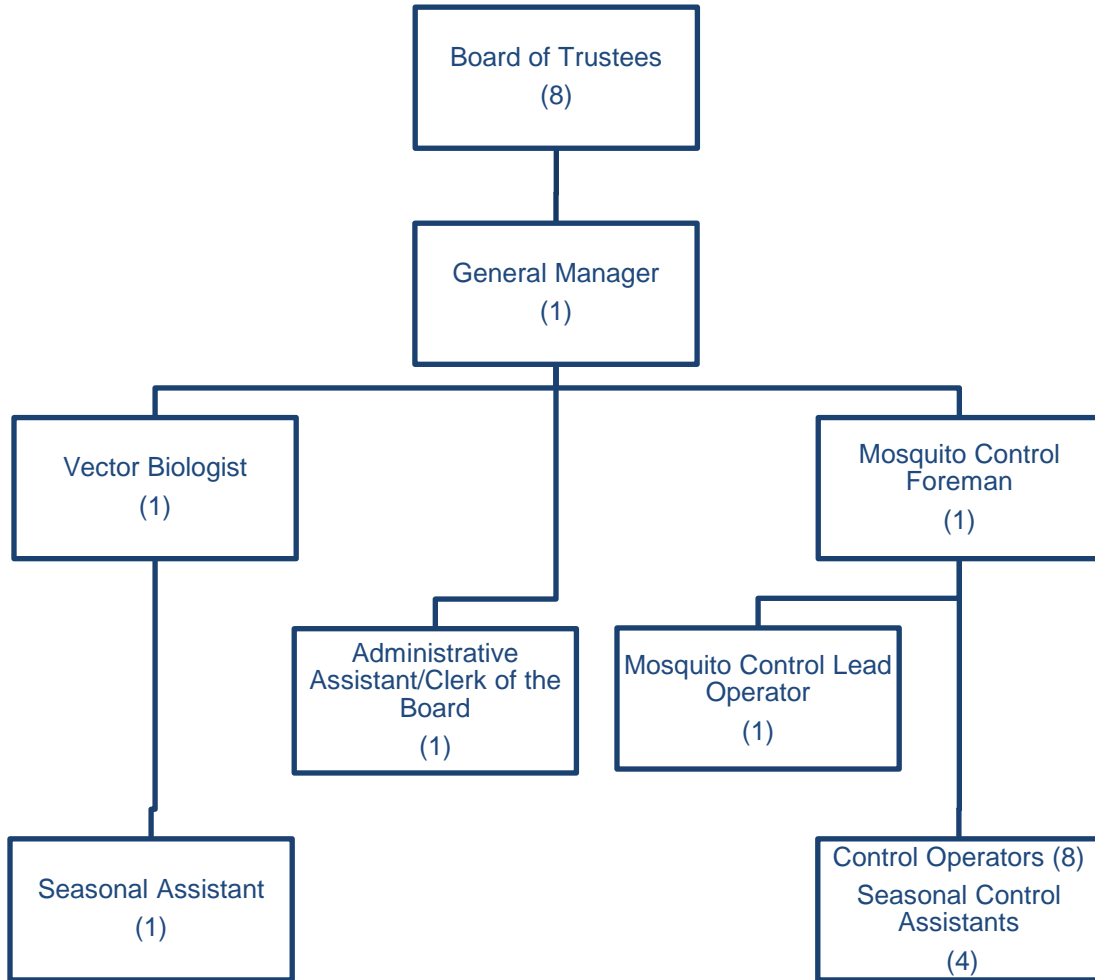 Board of Trustees
(8)
General Manager
(1)
Vector Biologist
(1)
Mosquito Control
Foreman
(1)
Administrative
Assistant/Clerk of the
Board
(1)
Mosquito Control Lead
Operator
(1)
Seasonal Assistant
(1)
Control Operators (8)
Seasonal Control
Assistants
(4)